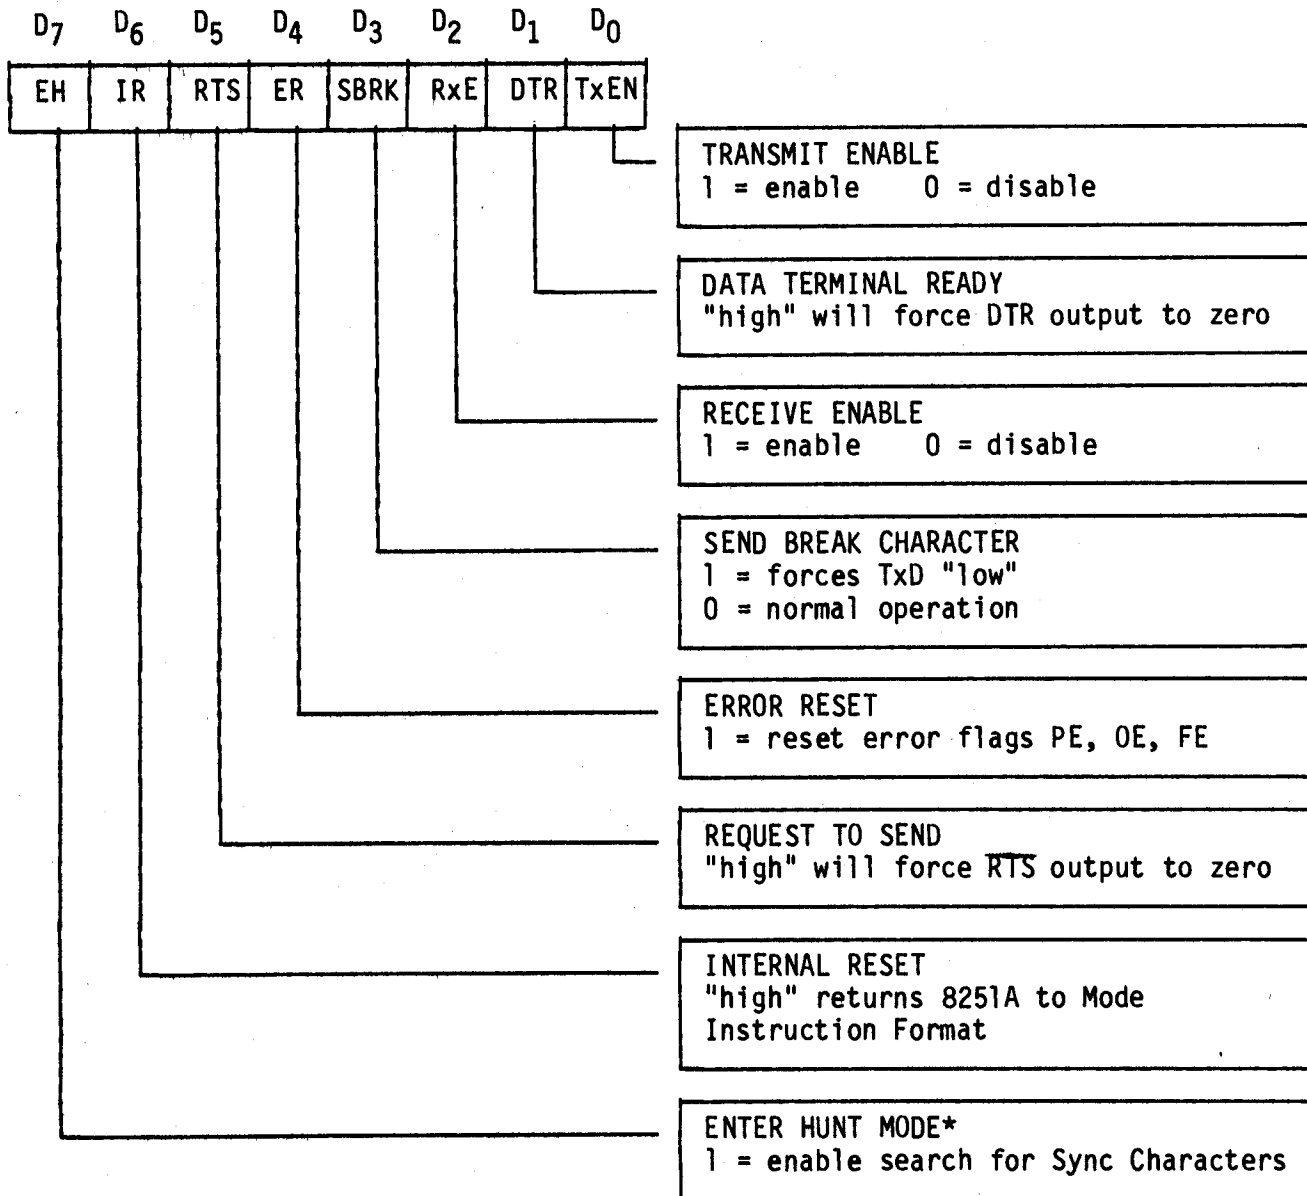 D7 D6 D5 D4 D3 D2 D1 D0
EH IR RTS ER SBRK RxE DTR TxEN
TRANSMIT ENABLE
1 = enable 0 = disable
DATA TERMINAL READY
"high" will force DTR output to zero
RECEIVE ENABLE
1 = enable 0 = disable
SEND BREAK CHARACTER
1 = forces TxD "low"
0 = normal operation
ERROR RESET
1 = reset error flags PE, OE, FE
REQUEST TO SEND
"high" will force R̅T̅S̅ output to zero
INTERNAL RESET
"high" returns 8251A to Mode
Instruction Format
ENTER HUNT MODE*
1 = enable search for Sync Characters